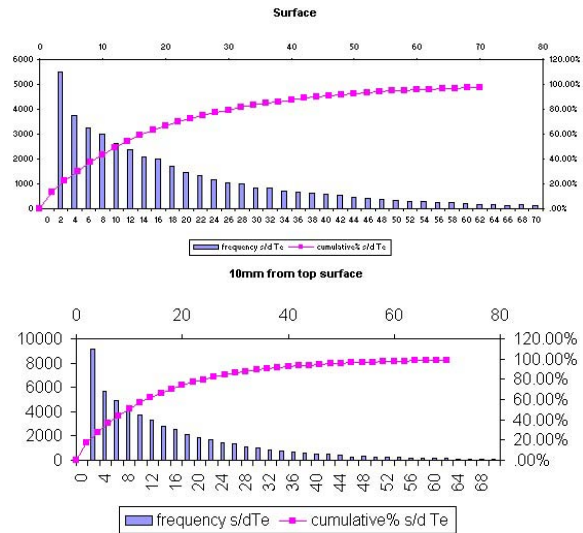 Surface
0 10 20 30 40 50 60 70 80
6000 120.00%
5000 100.00%
4000 80.00%
3000 60.00%
2000 40.00%
1000 20.00%
0 .00%
0 2 4 6 8 10 12 14 16 18 20 22 24 26 28 30 32 34 36 38 40 42 44 46 48 50 52 54 56 58 60 62 64 66 68 70
frequency s/d Te cumulative% s/d Te
10mm from top surface
0 20 40 60 80
10000 120.00%
8000 100.00%
6000 80.00%
4000 60.00%
2000 40.00%
0 20.00%
.00%
0 4 8 12 16 20 24 28 32 36 40 44 48 52 56 60 64 68
frequency s/dTe cumulative% s/d Te